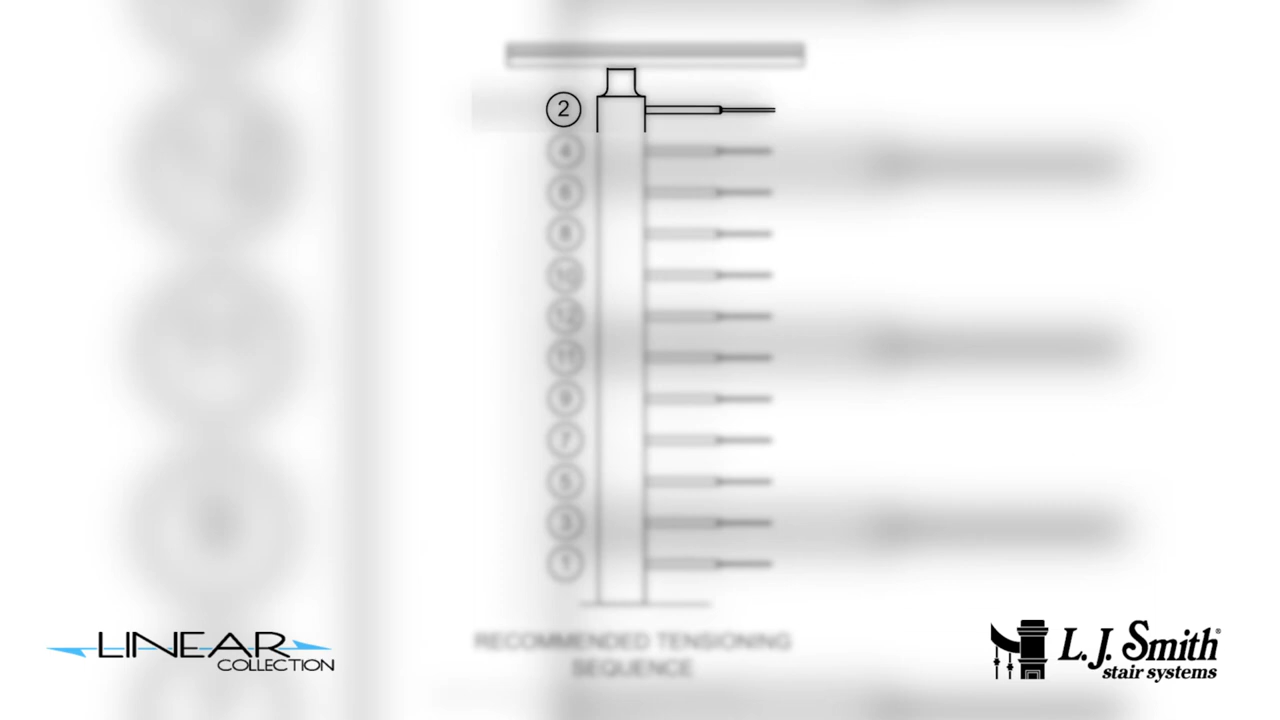 2
4
6
8
10
12
11
9
7
5
3
1
RECOMMENDED TENSIONING
SEQUENCE
LINEAR
COLLECTION
L.J. Smith®
stair systems